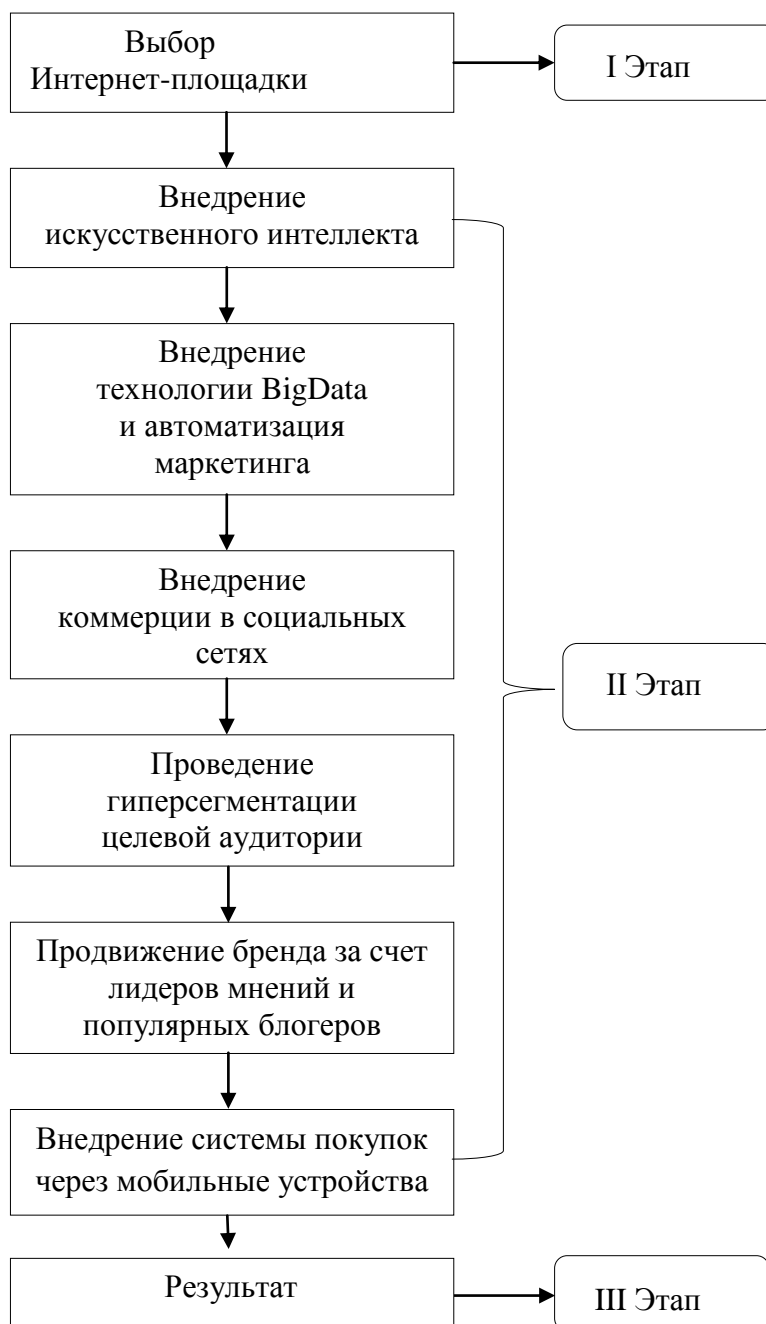 Выбор
Интернет-площадки
I Этап
Внедрение
искусственного интеллекта
Внедрение
технологии BigData
и автоматизация
маркетинга
Внедрение
коммерции в социальных
сетях
II Этап
Проведение
гиперсегментации
целевой аудитории
Продвижение бренда за счет
лидеров мнений и
популярных блогеров
Внедрение системы покупок
через мобильные устройства
Результат
III Этап